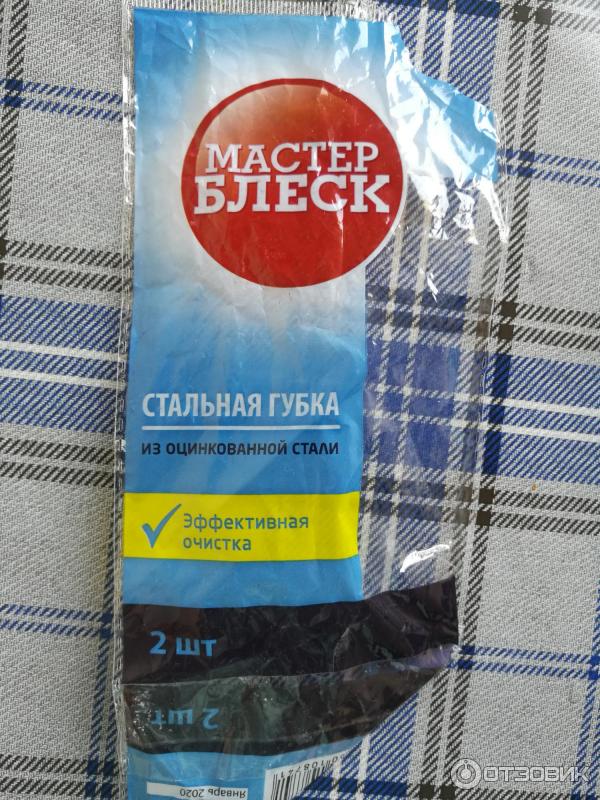 МАСТЕР
БЛЕСК
СТАЛЬНАЯ ГУБКА
ИЗ ОЦИНКОВАННОЙ СТАЛИ
Эффективная
очистка
2 шт
2 шт
Январь 2020
ОТЗОВИК